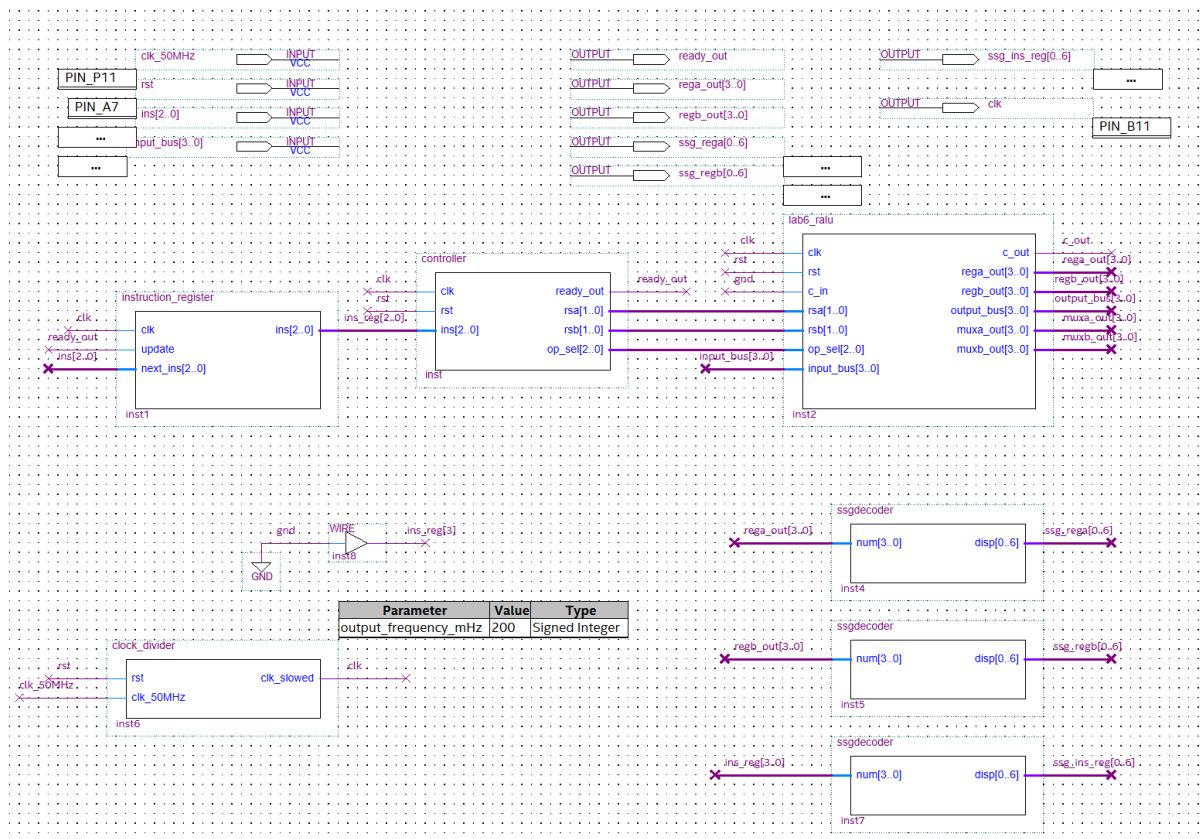 clk_50MHz INPUT VCC
PIN_P11
rst INPUT VCC
PIN_A7
ins[2..0] INPUT VCC
...
nput_bus[3..0] INPUT VCC
...
OUTPUT ready_out
OUTPUT rega_out[3..0]
OUTPUT regb_out[3..0]
OUTPUT ssg_rega[0..6]
OUTPUT ssg_regb[0..6]
...
...
OUTPUT ssg_ins_reg[0..6]
...
OUTPUT clk
PIN_B11
instruction_register
clk clk ins[2..0]
ready_out update
ins[2..0] next_ins[2..0]
inst1
controller
clk clk ready_out ready_out
rst rst rsa[1..0]
ins_reg[2..0] ins[2..0] rsb[1..0]
op_sel[2..0]
inst
lab6_ralu
clk clk c_out c_out
rst rst rega_out[3..0] rega_out[3..0]
gnd c_in regb_out[3..0] regb_out[3..0]
rsa[1..0] output_bus[3..0] output_bus[3..0]
rsb[1..0] muxa_out[3..0] muxa_out[3..0]
op_sel[2..0] muxb_out[3..0] muxb_out[3..0]
input_bus[3..0] input_bus[3..0]
inst2
gnd WIRE ins_reg[3]
inst8
GND
Parameter Value Type
output_frequency_mHz 200 Signed Integer
clock_divider
rst rst clk_slowed clk
clk_50MHz clk_50MHz
inst6
ssgdecoder
rega_out[3..0] num[3..0] disp[0..6] ssg_rega[0..6]
inst4
ssgdecoder
regb_out[3..0] num[3..0] disp[0..6] ssg_regb[0..6]
inst5
ssgdecoder
ins_reg[3..0] num[3..0] disp[0..6] ssg_ins_reg[0..6]
inst7